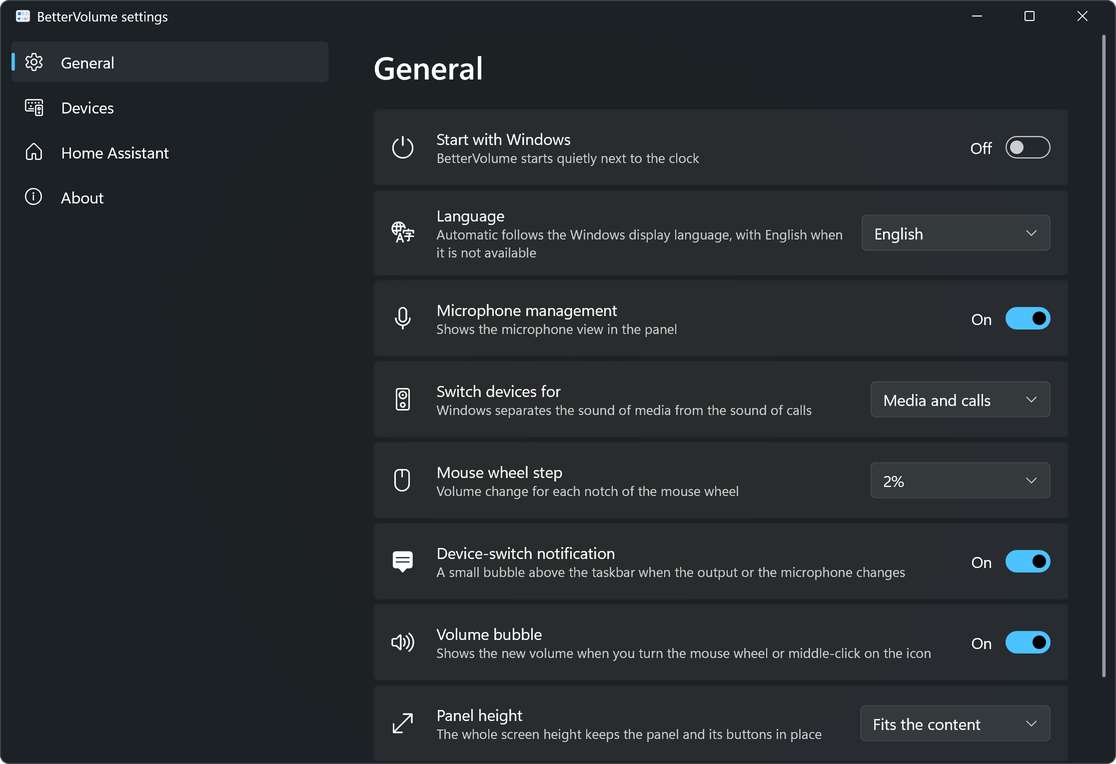 BetterVolume settings
General
Devices
Home Assistant
About
General
Start with Windows
BetterVolume starts quietly next to the clock
Off
Language
Automatic follows the Windows display language, with English when
it is not available
English
Microphone management
Shows the microphone view in the panel
On
Switch devices for
Windows separates the sound of media from the sound of calls
Media and calls
Mouse wheel step
Volume change for each notch of the mouse wheel
2%
Device-switch notification
A small bubble above the taskbar when the output or the microphone changes
On
Volume bubble
Shows the new volume when you turn the mouse wheel or middle-click on the icon
On
Panel height
The whole screen height keeps the panel and its buttons in place
Fits the content